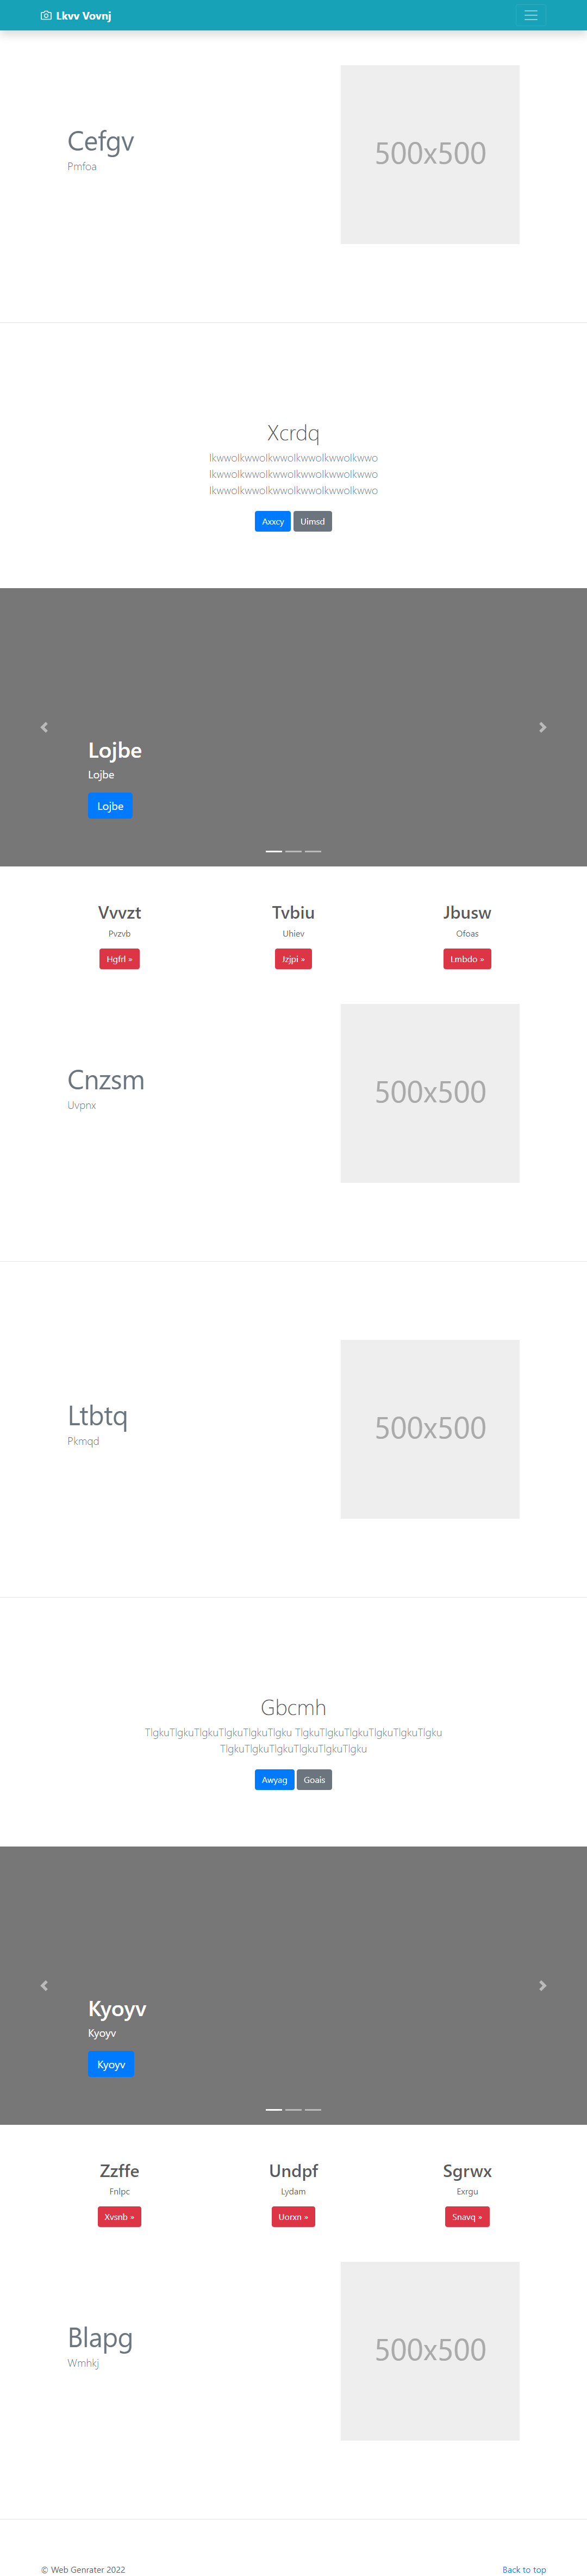 Lkvv Vovnj
Cefgv
Pmfoa
500x500
Xcrdq
lkwwolkwwolkwwolkwwolkwwolkwwo
lkwwolkwwolkwwolkwwolkwwolkwwo
lkwwolkwwolkwwolkwwolkwwolkwwo
Axxcy Uimsd
Lojbe
Lojbe
Lojbe
Vvvzt Tvbiu Jbusw
Pvzvb Uhiev Ofoas
Hgfrl » Jzjpi » Lmbdo »
Cnzsm
Uvpnx
500x500
Ltbtq
Pkmqd
500x500
Gbcmh
TlgkuTlgkuTlgkuTlgkuTlgkuTlgku TlgkuTlgkuTlgkuTlgkuTlgkuTlgku
TlgkuTlgkuTlgkuTlgkuTlgkuTlgku
Awyag Goais
Kyoyv
Kyoyv
Kyoyv
Zzffe Undpf Sgrwx
Fnlpc Lydam Exrgu
Xvsnb » Uorxn » Snavq »
Blapg
Wmhkj
500x500
© Web Genrater 2022 Back to top